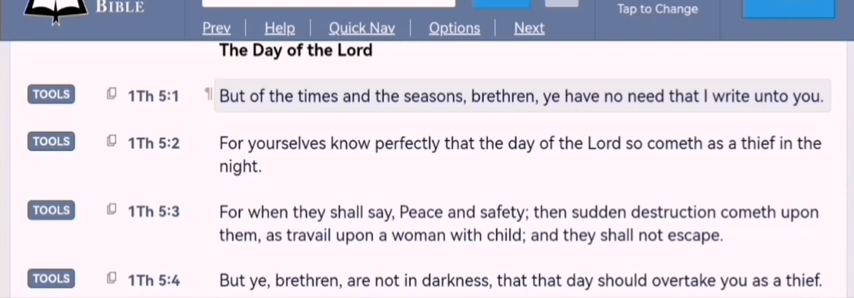 BIBLE
Tap to Change
Prev | Help | Quick Nav | Options | Next
The Day of the Lord
TOOLS 1Th 5:1 ¶ But of the times and the seasons, brethren, ye have no need that I write unto you.
TOOLS 1Th 5:2 For yourselves know perfectly that the day of the Lord so cometh as a thief in the
night.
TOOLS 1Th 5:3 For when they shall say, Peace and safety; then sudden destruction cometh upon
them, as travail upon a woman with child; and they shall not escape.
TOOLS 1Th 5:4 But ye, brethren, are not in darkness, that that day should overtake you as a thief.